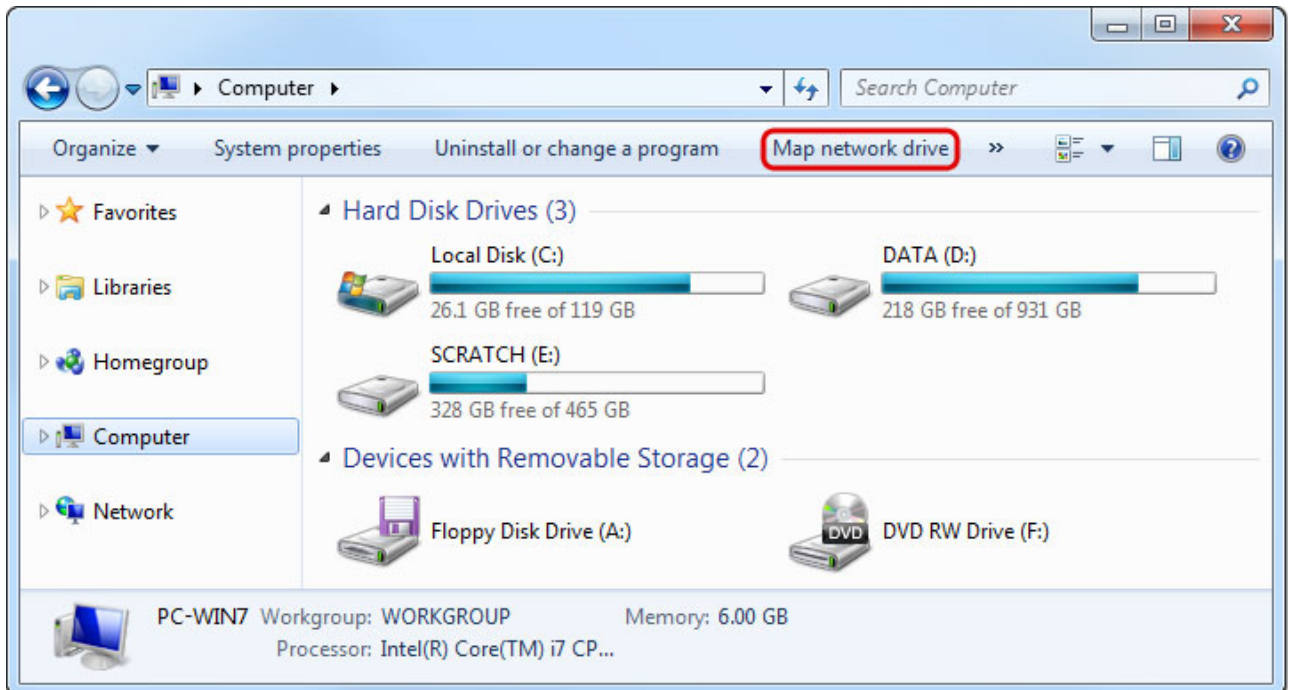 Computer
Search Computer
Organize System properties Uninstall or change a program Map network drive »
Favorites
Libraries
Homegroup
Computer
Network
Hard Disk Drives (3)
Local Disk (C:)
26.1 GB free of 119 GB
DATA (D:)
218 GB free of 931 GB
SCRATCH (E:)
328 GB free of 465 GB
Devices with Removable Storage (2)
Floppy Disk Drive (A:)
DVD
DVD RW Drive (F:)
PC-WIN7 Workgroup: WORKGROUP Memory: 6.00 GB
Processor: Intel(R) Core(TM) i7 CP...